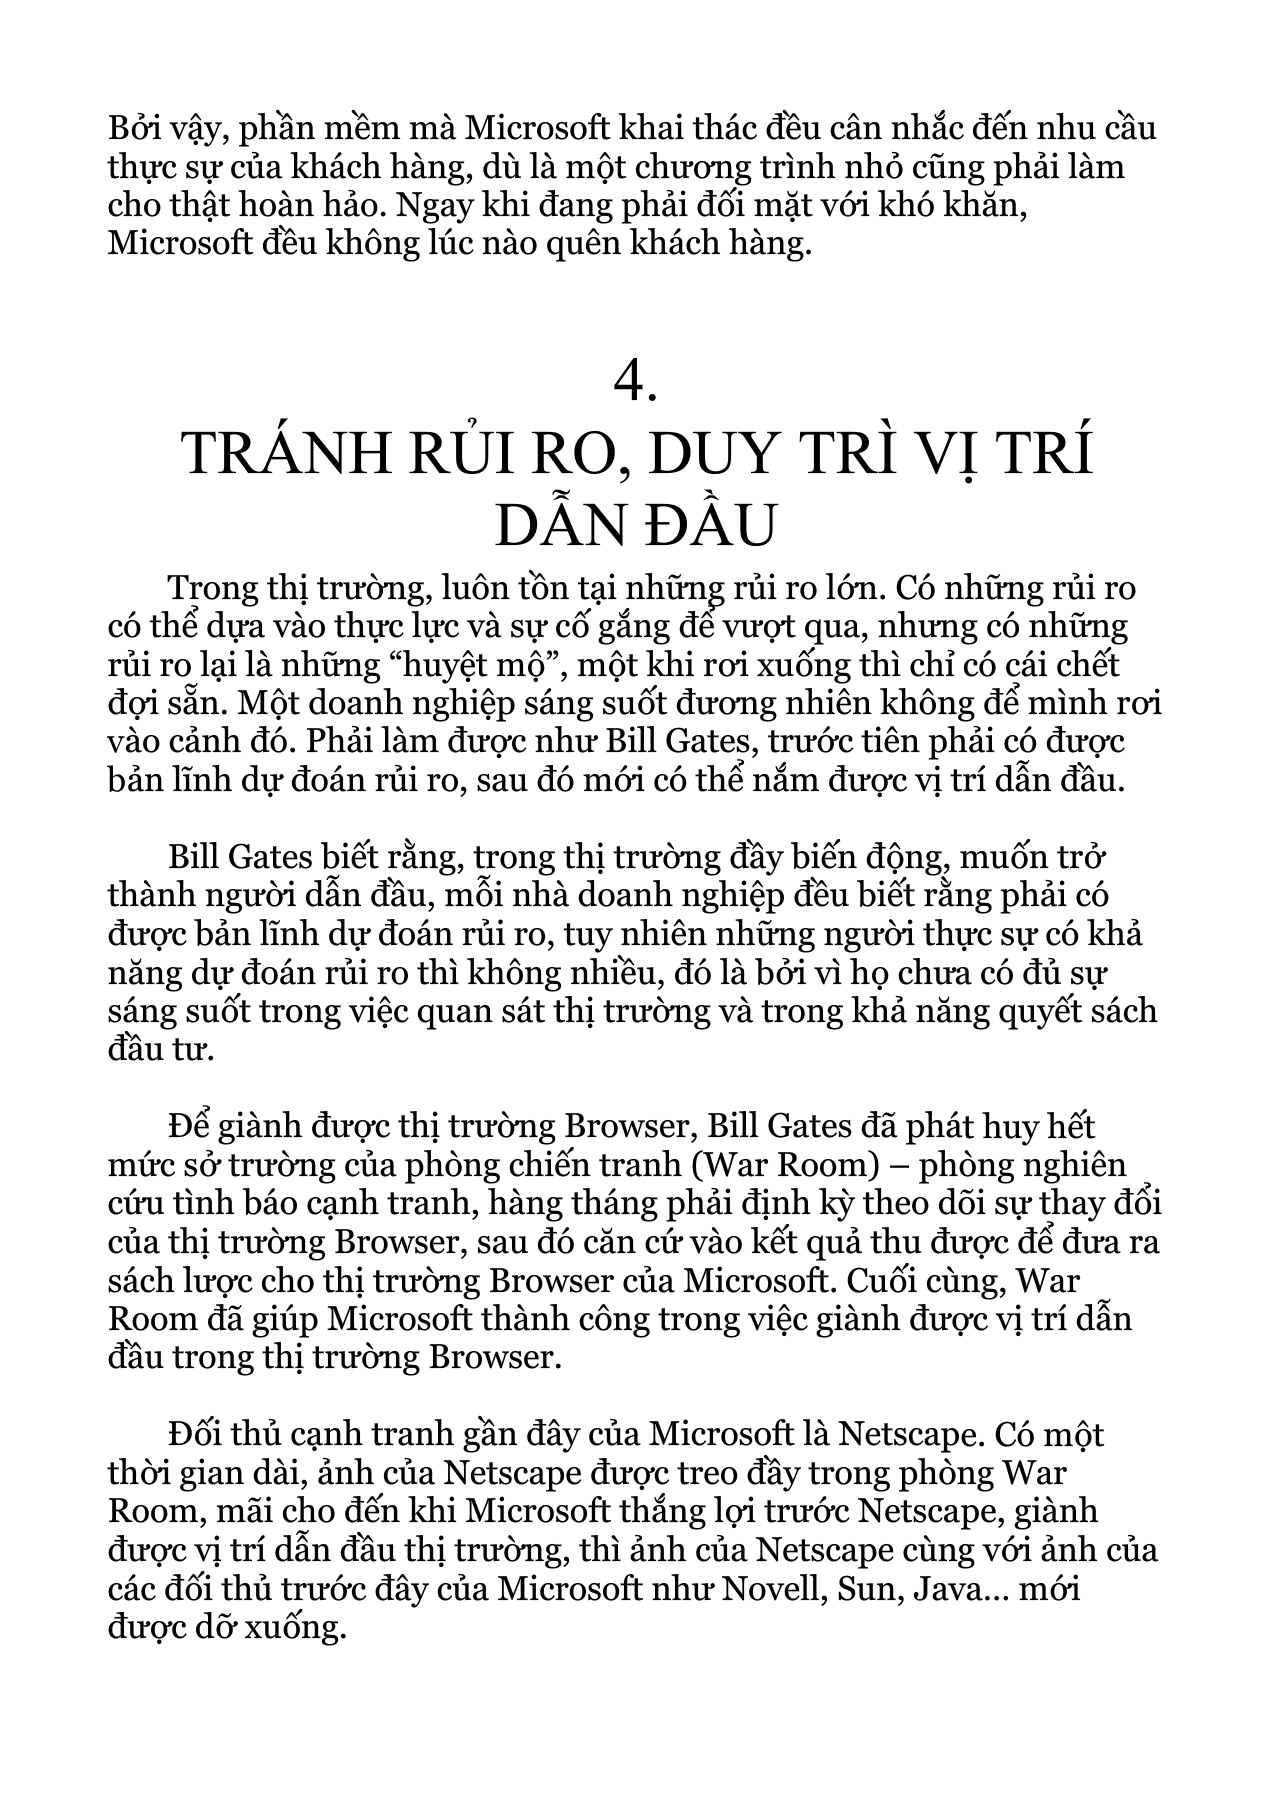 Bởi vậy, phần mềm mà Microsoft khai thác đều cân nhắc đến nhu cầu
thực sự của khách hàng, dù là một chương trình nhỏ cũng phải làm
cho thật hoàn hảo. Ngay khi đang phải đối mặt với khó khăn,
Microsoft đều không lúc nào quên khách hàng.
4.
TRÁNH RỦI RO, DUY TRÌ VỊ TRÍ
DẪN ĐẦU
Trong thị trường, luôn tồn tại những rủi ro lớn. Có những rủi ro
có thể dựa vào thực lực và sự cố gắng để vượt qua, nhưng có những
rủi ro lại là những “huyệt mộ”, một khi rơi xuống thì chỉ có cái chết
đợi sẵn. Một doanh nghiệp sáng suốt đương nhiên không để mình rơi
vào cảnh đó. Phải làm được như Bill Gates, trước tiên phải có được
bản lĩnh dự đoán rủi ro, sau đó mới có thể nắm được vị trí dẫn đầu.
Bill Gates biết rằng, trong thị trường đầy biến động, muốn trở
thành người dẫn đầu, mỗi nhà doanh nghiệp đều biết rằng phải có
được bản lĩnh dự đoán rủi ro, tuy nhiên những người thực sự có khả
năng dự đoán rủi ro thì không nhiều, đó là bởi vì họ chưa có đủ sự
sáng suốt trong việc quan sát thị trường và trong khả năng quyết sách
đầu tư.
Để giành được thị trường Browser, Bill Gates đã phát huy hết
mức sở trường của phòng chiến tranh (War Room) – phòng nghiên
cứu tình báo cạnh tranh, hàng tháng phải định kỳ theo dõi sự thay đổi
của thị trường Browser, sau đó căn cứ vào kết quả thu được để đưa ra
sách lược cho thị trường Browser của Microsoft. Cuối cùng, War
Room đã giúp Microsoft thành công trong việc giành được vị trí dẫn
đầu trong thị trường Browser.
Đối thủ cạnh tranh gần đây của Microsoft là Netscape. Có một
thời gian dài, ảnh của Netscape được treo đầy trong phòng War
Room, mãi cho đến khi Microsoft thắng lợi trước Netscape, giành
được vị trí dẫn đầu thị trường, thì ảnh của Netscape cùng với ảnh của
các đối thủ trước đây của Microsoft như Novell, Sun, Java... mới
được dỡ xuống.